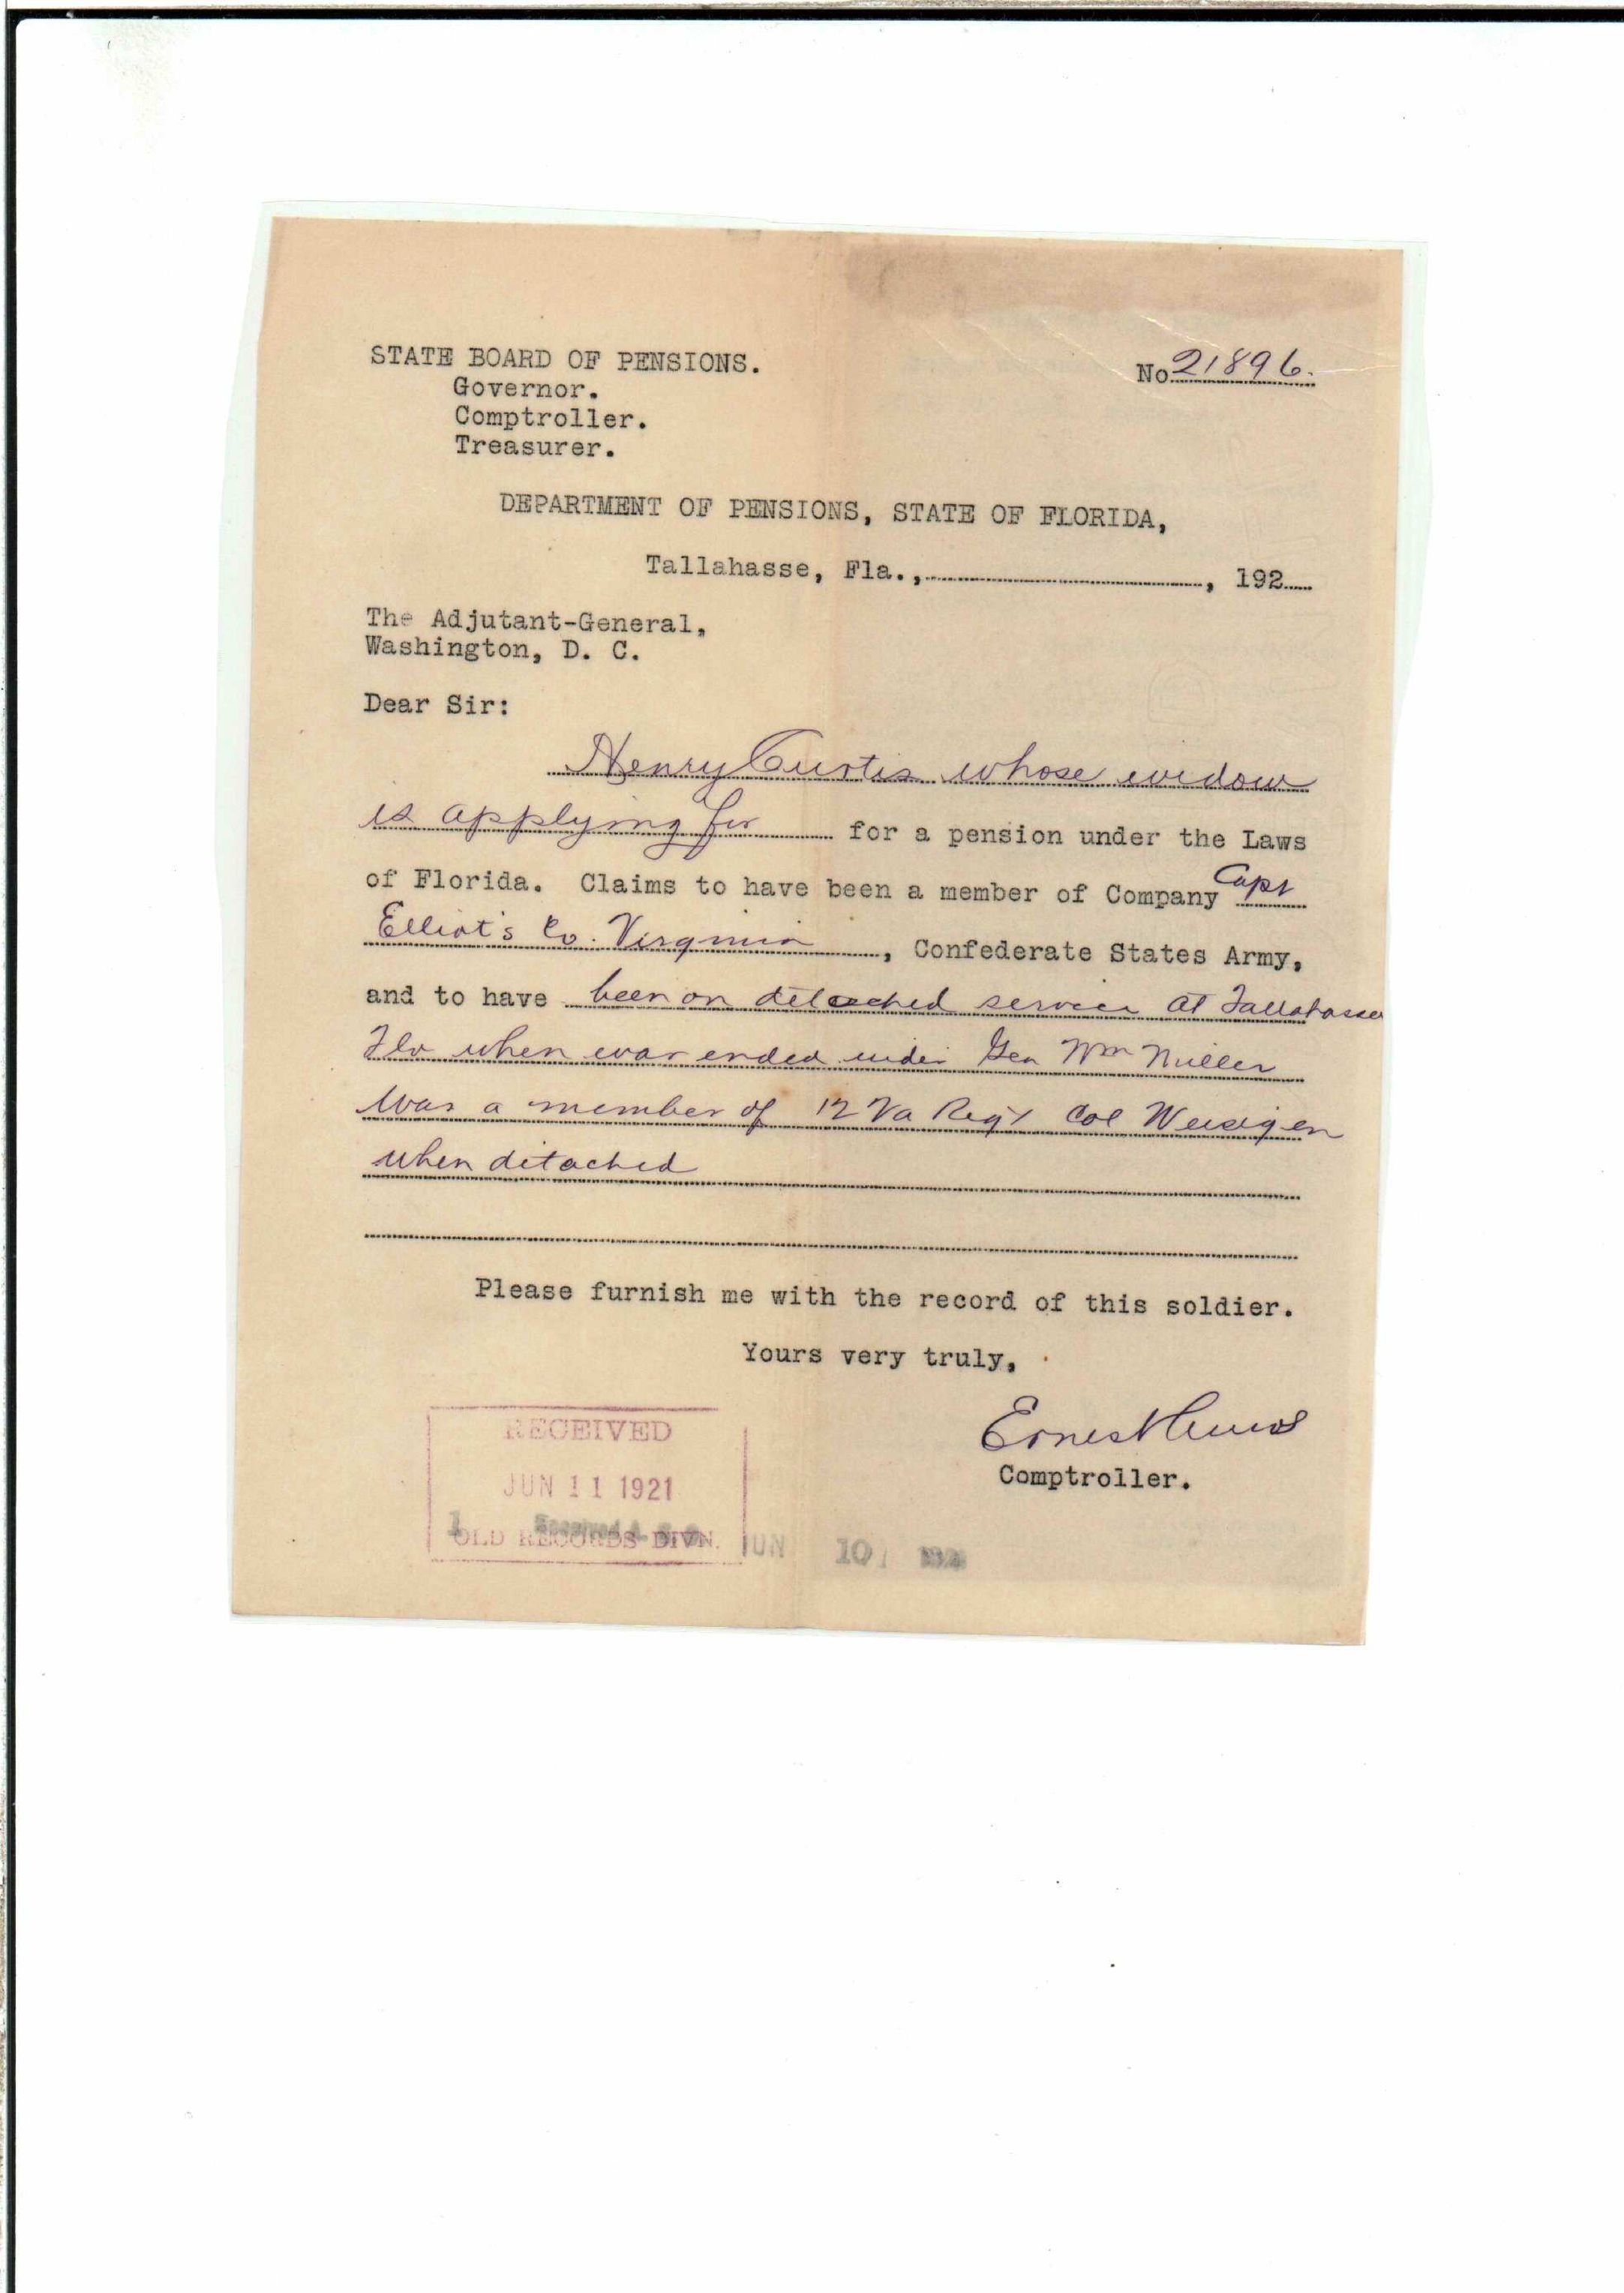 STATE BOARD OF PENSIONS.
No 21896.
Governor.
Comptroller.
Treasurer.
DEPARTMENT OF PENSIONS, STATE OF FLORIDA,
Tallahasse, Fla.,, 192
The Adjutant-General,
Washington, D. C.
Dear Sir:
Henry Curtis whose widow
is applying for for a pension under the Laws
of Florida. Claims to have been a member of Company Capt
Elliot's Co. Virginia, Confederate States Army,
and to have been on detached service at Tallahassee
Fla when war ended under Gen Wm Miller
Was a member of 12 Va Regt Col
when detached
Please furnish me with the record of this soldier.
Yours very truly,
Ernest Amos
Comptroller.
RECEIVED
JUN 11 1921
OLD RECORDS DIVN.
Received A. G. O. JUN 10